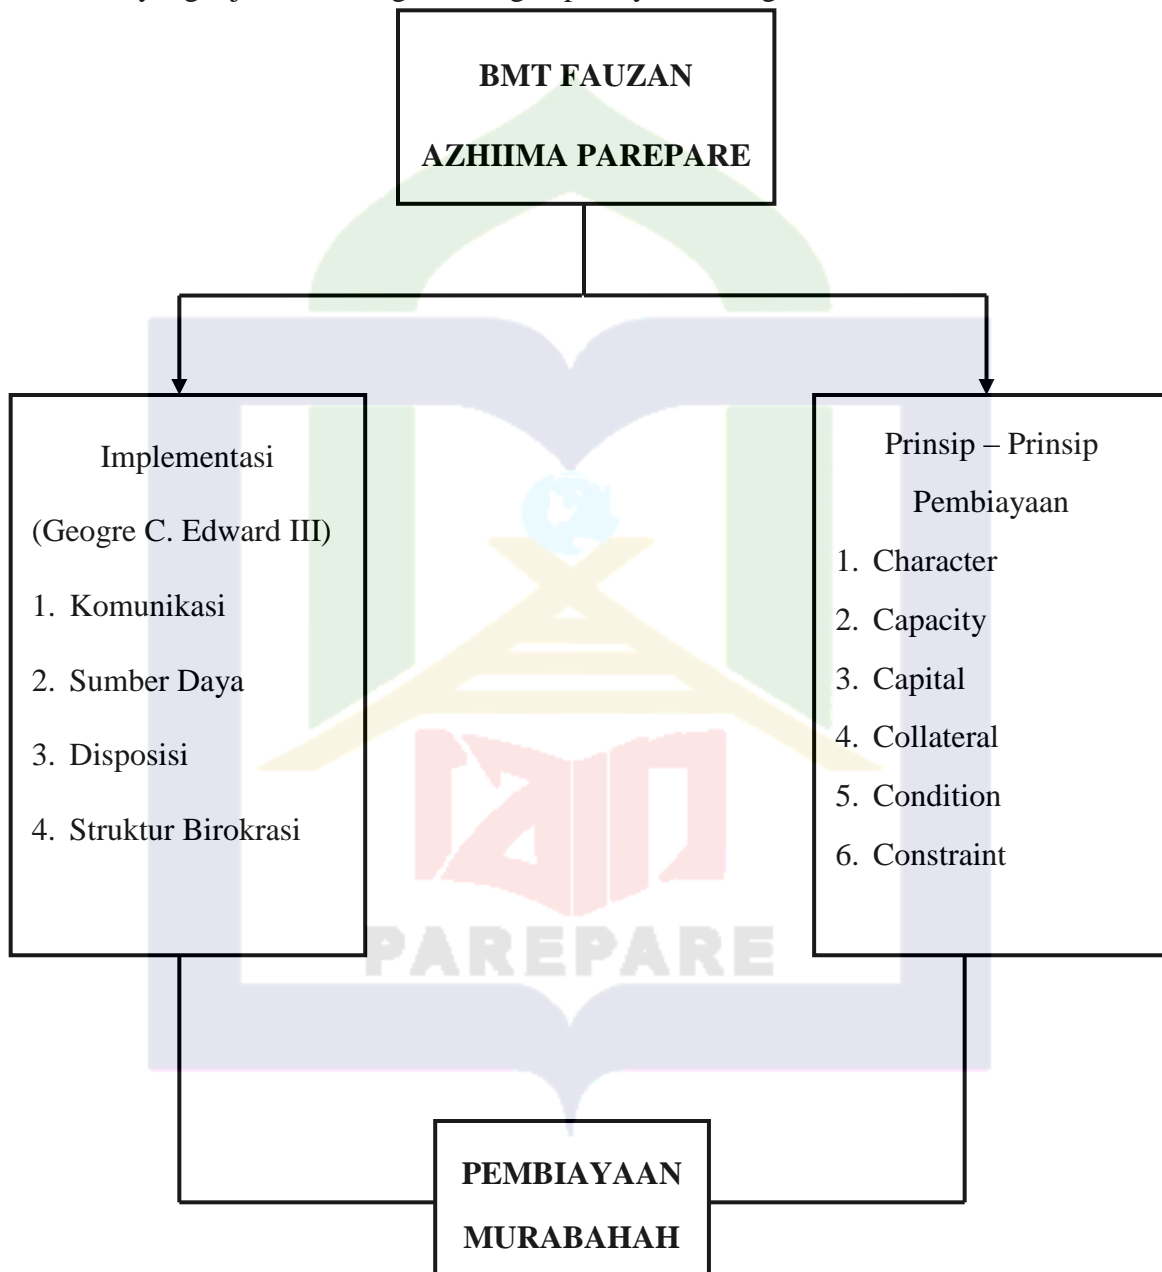 BMT FAUZAN
AZHIIMA PAREPARE
Implementasi
(Geogre C. Edward III)
1. Komunikasi
2. Sumber Daya
3. Disposisi
4. Struktur Birokrasi
Prinsip – Prinsip
Pembiayaan
1. Character
2. Capacity
3. Capital
4. Collateral
5. Condition
6. Constraint
iain
PAREPARE
PEMBIAYAAN
MURABAHAH